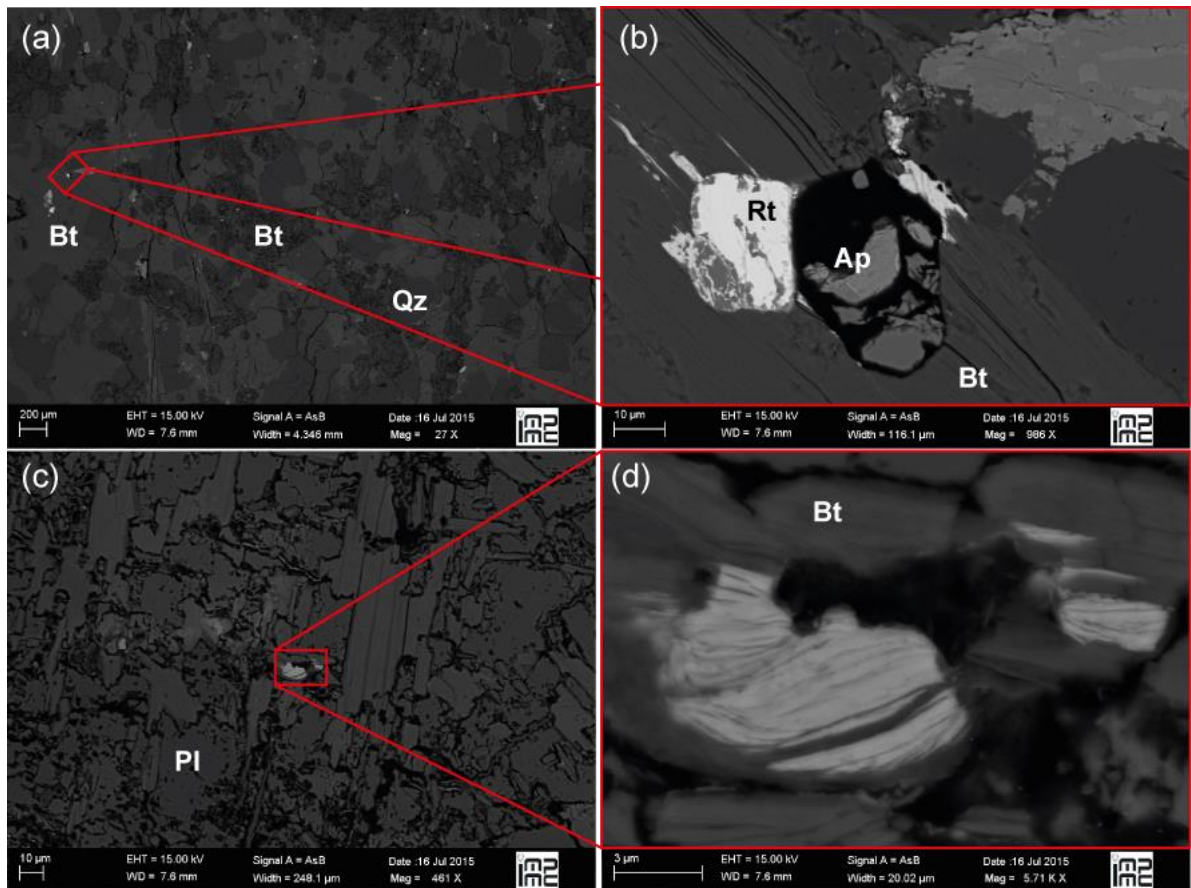 (a)
Bt
Bt
Qz
200 µm
EHT = 15.00 kV
WD = 7.6 mm
Signal A = AsB
Width = 4.346 mm
Date :16 Jul 2015
Mag = 27 X
(b)
Rt
Ap
Bt
10 µm
EHT = 15.00 kV
WD = 7.6 mm
Signal A = AsB
Width = 116.1 µm
Date :16 Jul 2015
Mag = 986 X
(c)
Pl
10 µm
EHT = 15.00 kV
WD = 7.6 mm
Signal A = AsB
Width = 248.1 µm
Date :16 Jul 2015
Mag = 461 X
(d)
Bt
3 µm
EHT = 15.00 kV
WD = 7.6 mm
Signal A = AsB
Width = 20.02 µm
Date :16 Jul 2015
Mag = 5.71 K X